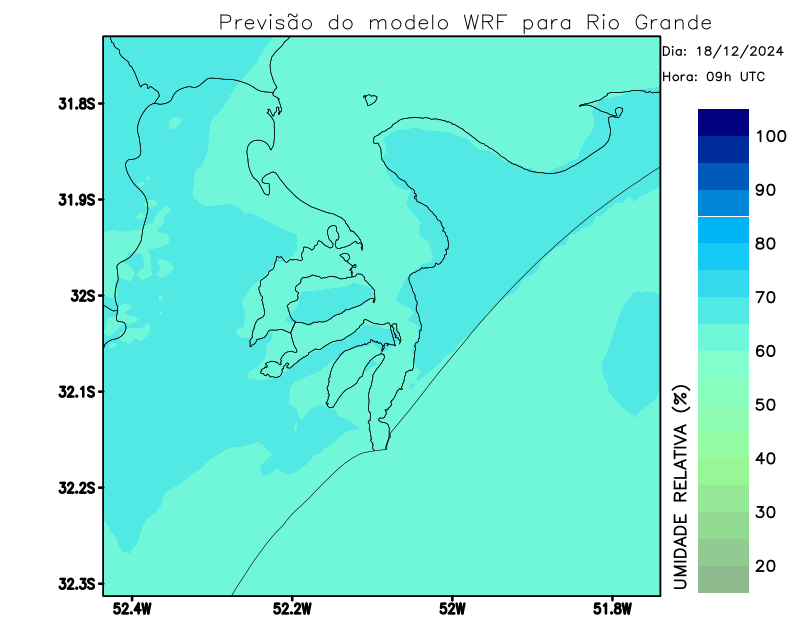 Previsão do modelo WRF para Rio Grande
Dia: 18/12/2024
Hora: 09h UTC
31.8S
31.9S
32S
32.1S
32.2S
32.3S
52.4W
52.2W
52W
51.8W
UMIDADE RELATIVA (%)
100
90
80
70
60
50
40
30
20